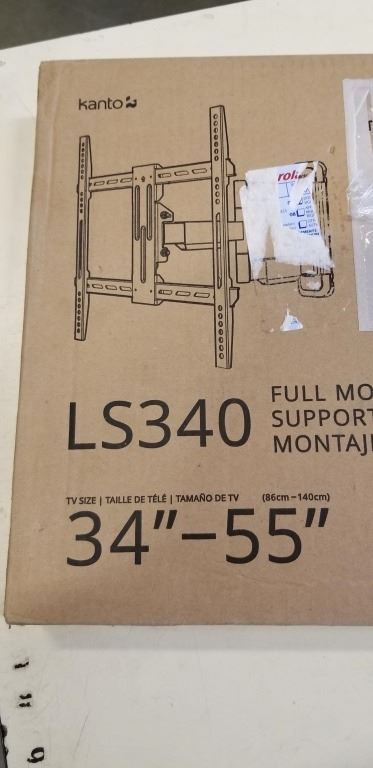 kanto
LS340
FULL MO
SUPPORT
MONTAJ
TV SIZE | TAILLE DE TÉLÉ | TAMAÑO DE TV (86cm–140cm)
34”–55”